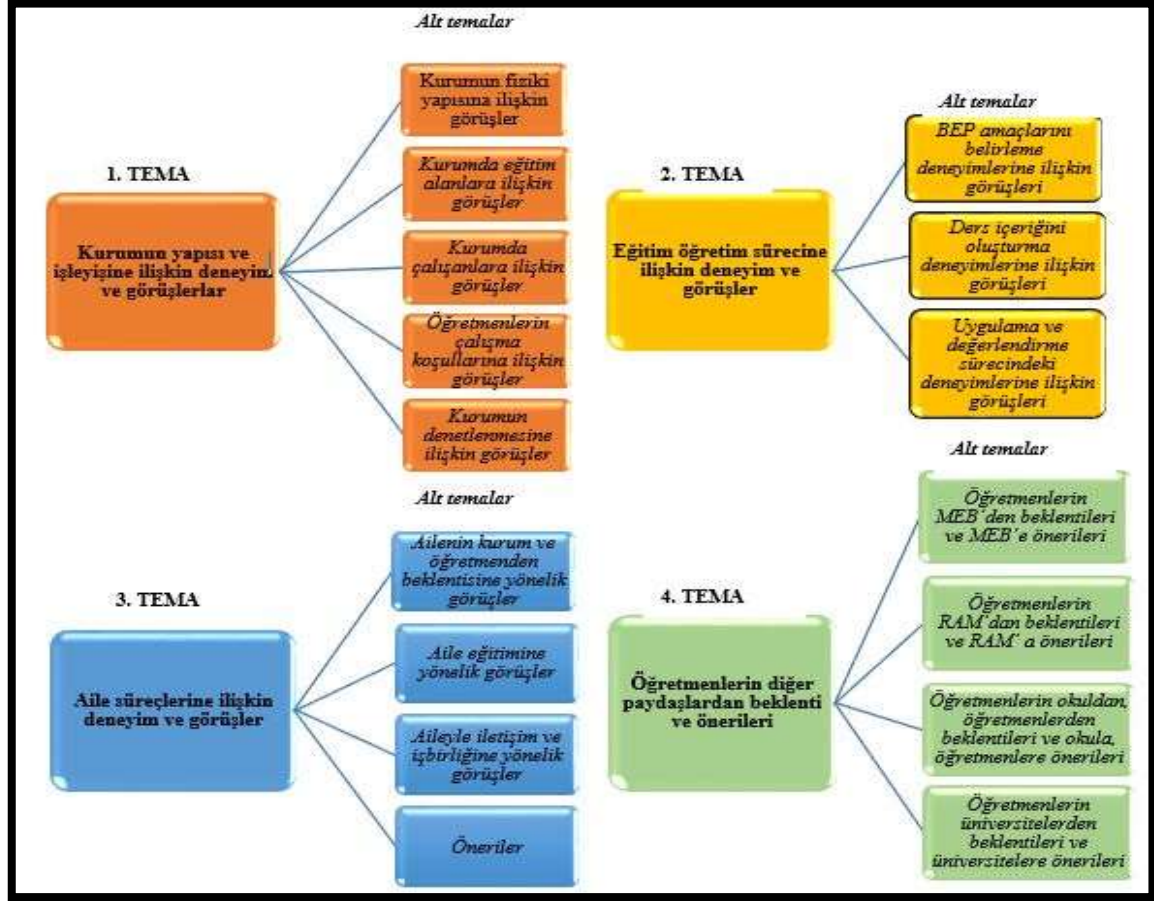 Alt temalar
1. TEMA
Kurumun yapısı ve
işleyişine ilişkin deneyim
ve görüşlerlar
Kurumun fiziki
yapısına ilişkin
görüşler
Kurumda eğitim
alanlara ilişkin
görüşler
Kurumda
çalışanlara ilişkin
görüşler
Öğretmenlerin
çalışma
koşullarına ilişkin
görüşler
Kurumun
denetlenmesine
ilişkin görüşler
Alt temalar
2. TEMA
Eğitim öğretim sürecine
ilişkin deneyim ve
görüşler
BEP amaçlarını
belirleme
deneyimlerine ilişkin
görüşleri
Ders içeriğini
oluşturma
deneyimlerine ilişkin
görüşleri
Uygulama ve
değerlendirme
sürecindeki
deneyimlerine ilişkin
görüşleri
Alt temalar
3. TEMA
Aile süreçlerine ilişkin
deneyim ve görüşler
Ailenin kurum ve
öğretmenden
beklentisine yönelik
görüşler
Aile eğitimine
yönelik görüşler
Aileyle iletişim ve
işbirliğine yönelik
görüşler
Öneriler
Alt temalar
4. TEMA
Öğretmenlerin diğer
paydaşlardan beklenti
ve önerileri
Öğretmenlerin
MEB´den beklentileri
ve MEB´e önerileri
Öğretmenlerin
RAM´dan beklentileri
ve RAM´ a önerileri
Öğretmenlerin okuldan,
öğretmenlerden
beklentileri ve okula,
öğretmenlere önerileri
Öğretmenlerin
üniversitelerden
beklentileri ve
üniversitelere önerileri